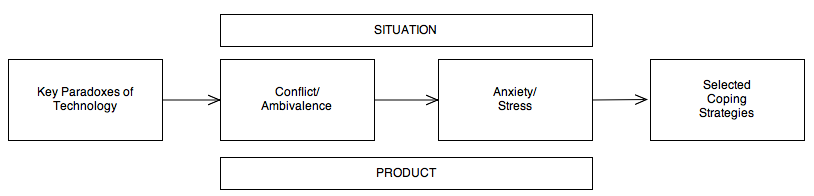 SITUATION
Key Paradoxes of
Technology
Conflict/
Ambivalence
Anxiety/
Stress
Selected
Coping
Strategies
PRODUCT